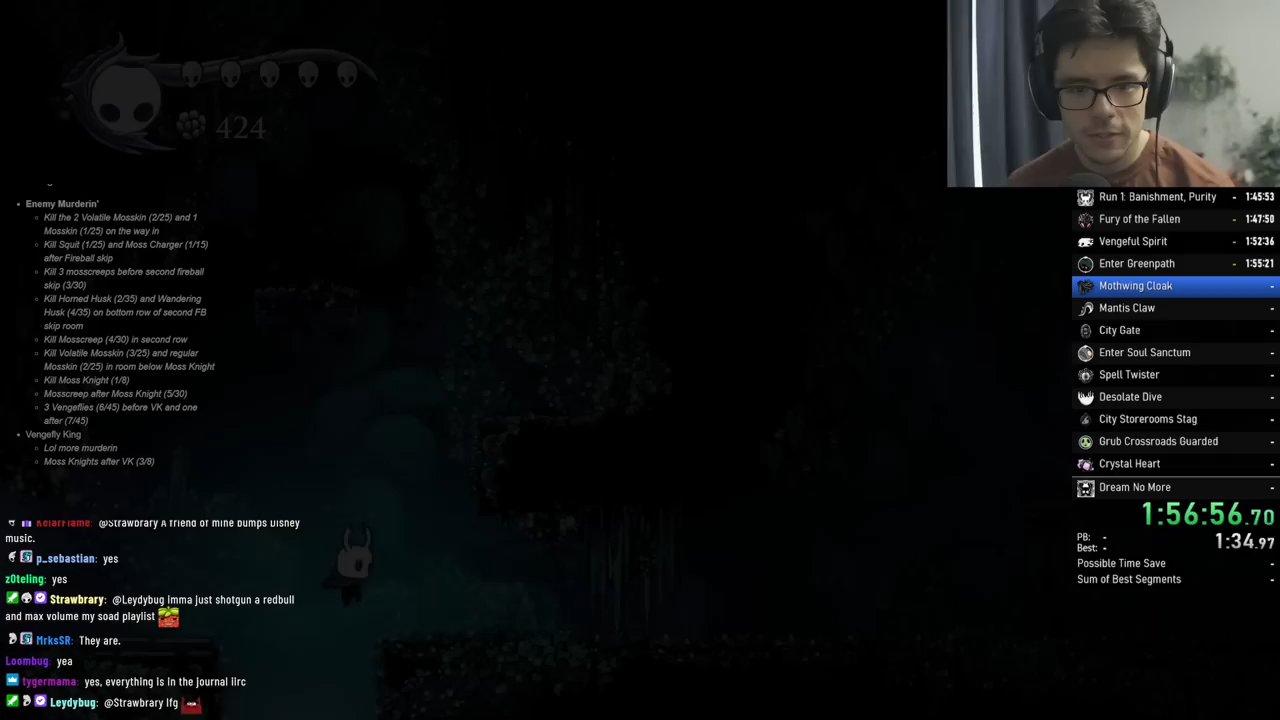 424
Enemy Murderin'
Kill the 2 Volatile Mosskin (2/25) and 1
Mosskin (1/25) on the way in
Kill Squit (1/25) and Moss Charger (1/15)
after Fireball skip
Kill 3 mosscreeps before second fireball
skip (3/30)
Kill Horned Husk (2/35) and Wandering
Husk (4/35) on bottom row of second FB
skip room
Kill Mosscreep (4/30) in second row
Kill Volatile Mosskin (3/25) and regular
Mosskin (2/25) in room below Moss Knight
Kill Moss Knight (1/8)
Mosscreep after Moss Knight (5/30)
3 Vengeflies (6/45) before VK and one
after (7/45)
Vengefly King
Lol more murderin
Moss Knights after VK (3/8)
KelarFlame: @Strawbrary A friend of mine bumps Disney
music.
p_sebastian: yes
z0teling: yes
Strawbrary: @Leydybug Imma just shotgun a redbull
and max volume my soad playlist
MrksSR: They are.
Loombug: yea
tygermama: yes, everything is in the journal iirc
Leydybug: @Strawbrary lfg
Run 1: Banishment, Purity - 1:45:53
Fury of the Fallen - 1:47:50
Vengeful Spirit - 1:52:36
Enter Greenpath - 1:55:21
Mothwing Cloak -
Mantis Claw -
City Gate -
Enter Soul Sanctum -
Spell Twister -
Desolate Dive -
City Storerooms Stag -
Grub Crossroads Guarded -
Crystal Heart -
Dream No More -
1:56:56.70
PB: -
Best: -
1:34.97
Possible Time Save -
Sum of Best Segments -